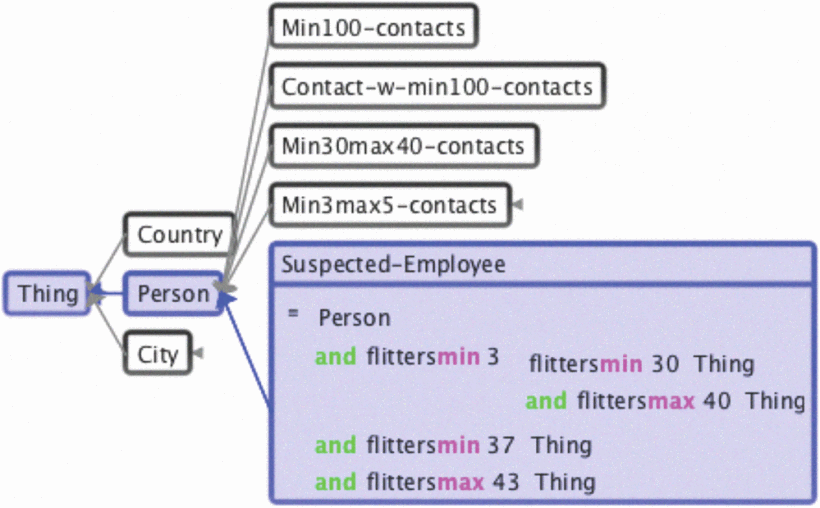 Min100-contacts
Contact-w-min100-contacts
Min30max40-contacts
Min3max5-contacts
Country
Thing
Person
City
Suspected-Employee
= Person
and flittersmin 3 flittersmin 30 Thing
and flittersmax 40 Thing
and flittersmin 37 Thing
and flittersmax 43 Thing